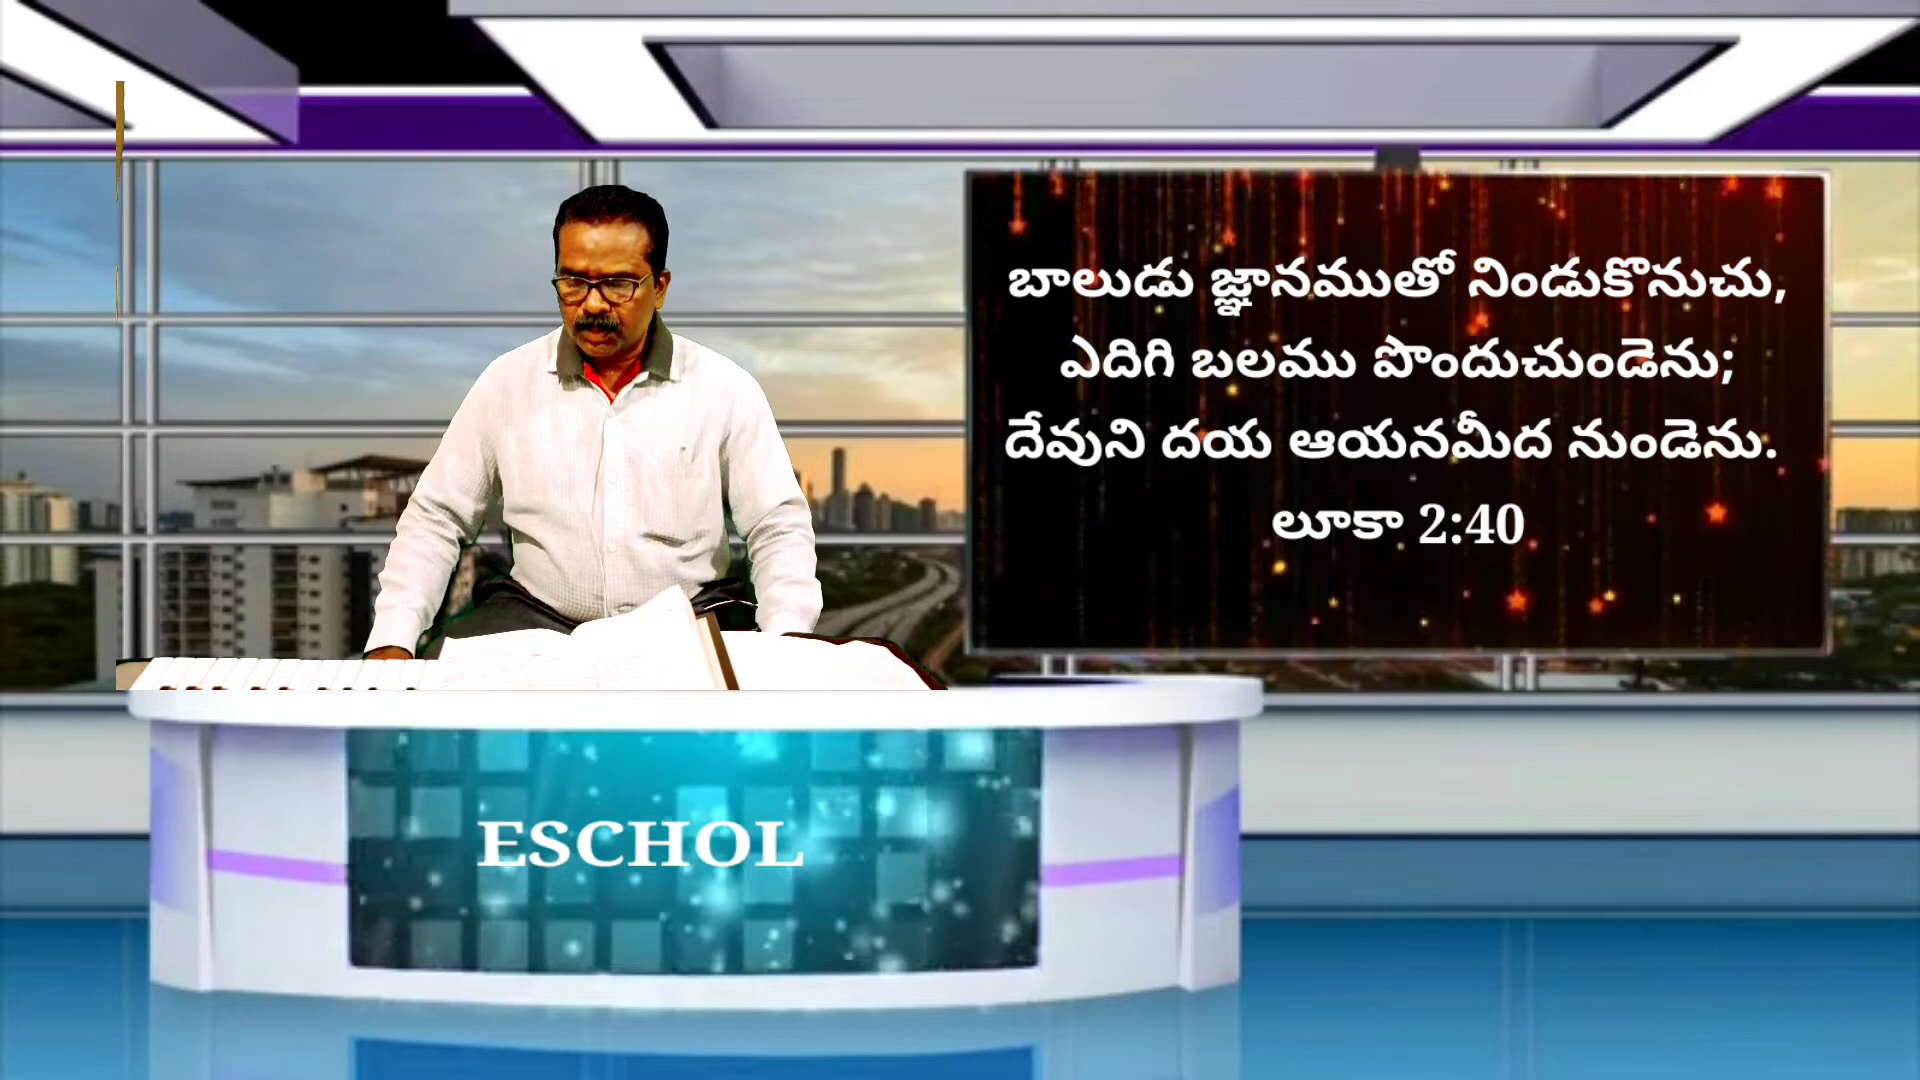 బాలుడు జ్ఞానముతో నిండుకొనుచు,
ఎదిగి బలము పొందుచుండెను;
దేవుని దయ ఆయనమీద నుండెను.
లూకా 2:40
ESCHOL